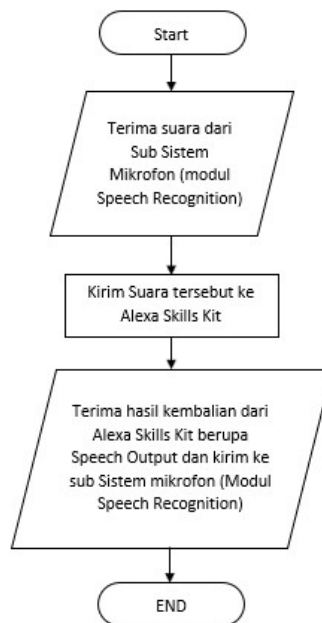 Start
Terima suara dari
Sub Sistem
Mikrofon (modul
Speech Recognition)
Kirim Suara tersebut ke
Alexa Skills Kit
Terima hasil kembalian dari
Alexa Skills Kit berupa
Speech Output dan kirim ke
sub Sistem mikrofon (Modul
Speech Recognition)
END